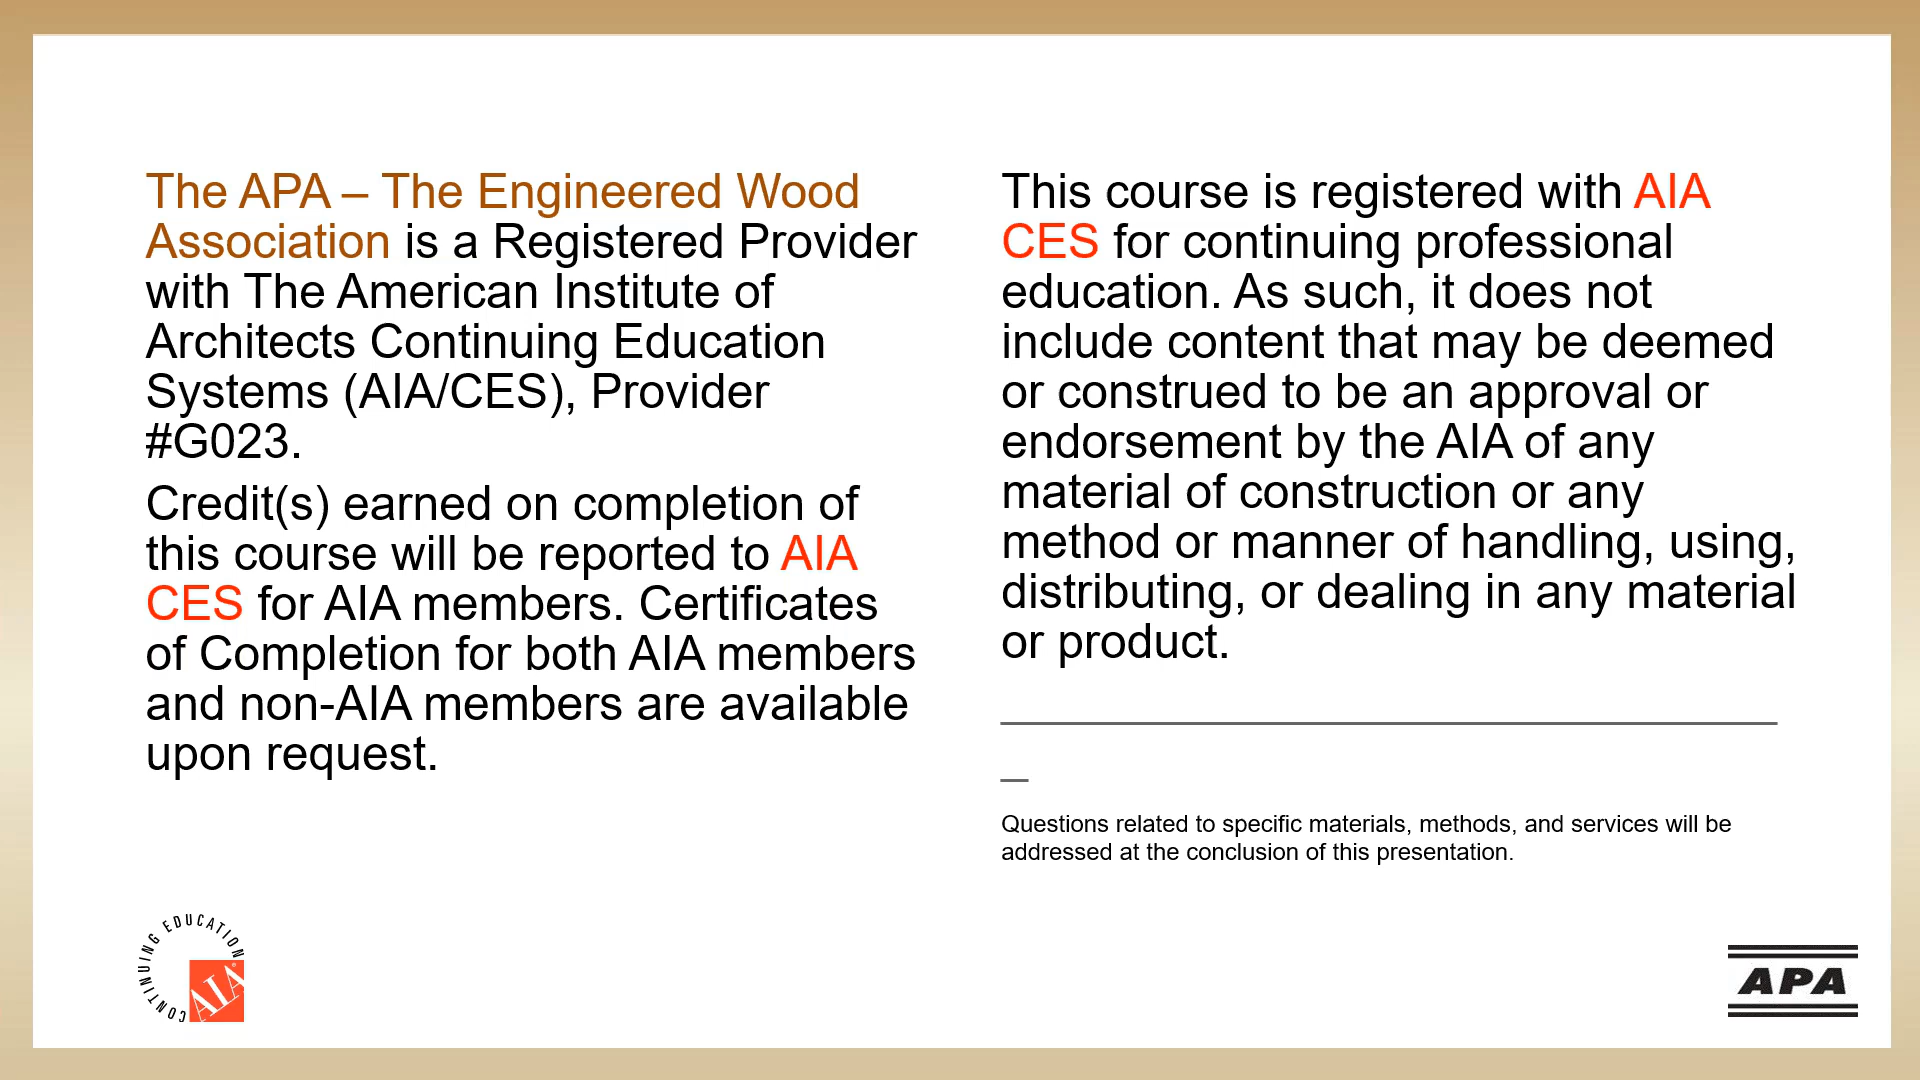 The APA – The Engineered Wood
Association is a Registered Provider
with The American Institute of
Architects Continuing Education
Systems (AIA/CES), Provider
#G023.
Credit(s) earned on completion of
this course will be reported to AIA
CES for AIA members. Certificates
of Completion for both AIA members
and non-AIA members are available
upon request.
This course is registered with AIA
CES for continuing professional
education. As such, it does not
include content that may be deemed
or construed to be an approval or
endorsement by the AIA of any
material of construction or any
method or manner of handling, using,
distributing, or dealing in any material
or product.
Questions related to specific materials, methods, and services will be
addressed at the conclusion of this presentation.
CONTINUING EDUCATION
AIA
APA